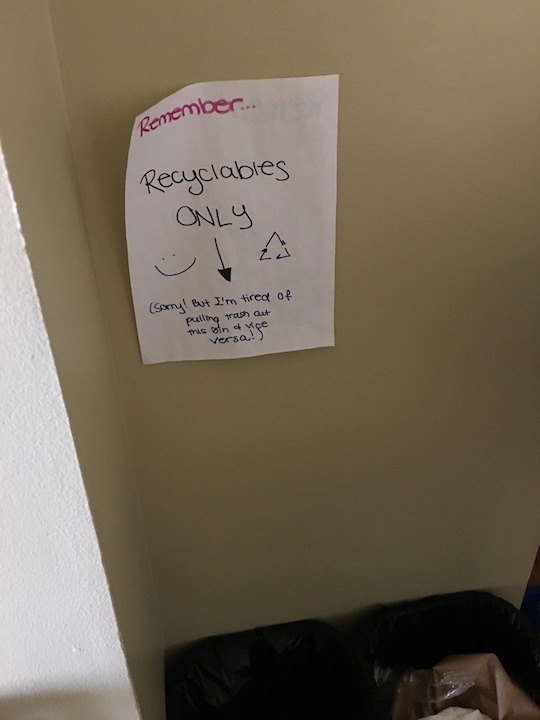 Remember...
Recyclables
ONLY
(Sorry! But I'm tired of
pulling trash out
this bin & vice
versa!)